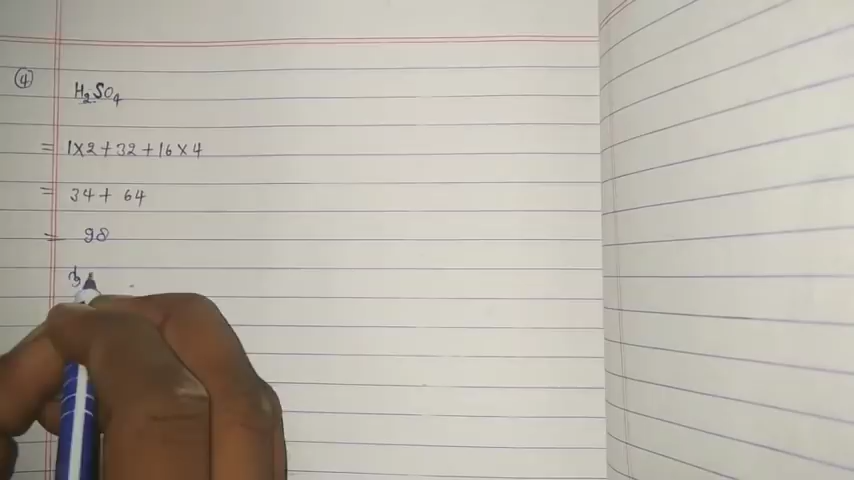 ④ H₂SO₄
= 1×2+32+16×4
= 34+ 64
= 98